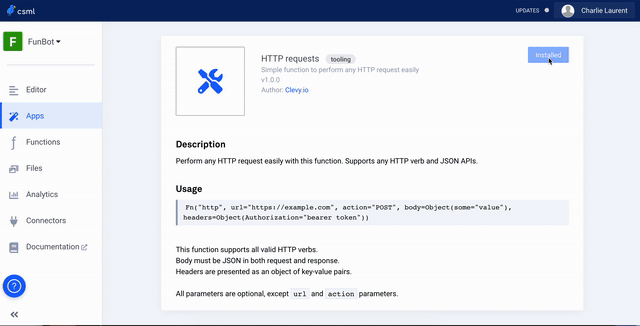 csml
UPDATES
Charlie Laurent
F
FunBot
Editor
Apps
Functions
Files
Analytics
Connectors
Documentation
?
HTTP requests
tooling
Installed
Simple function to perform any HTTP request easily
v1.0.0
Author: Clevy.io
Description
Perform any HTTP request easily with this function. Supports any HTTP verb and JSON APIs.
Usage
Fn("http", url="https://example.com", action="POST", body=Object(some="value"),
headers=Object(Authorization="bearer token"))
This function supports all valid HTTP verbs.
Body must be JSON in both request and response.
Headers are presented as an object of key-value pairs.
All parameters are optional, except url and action parameters.